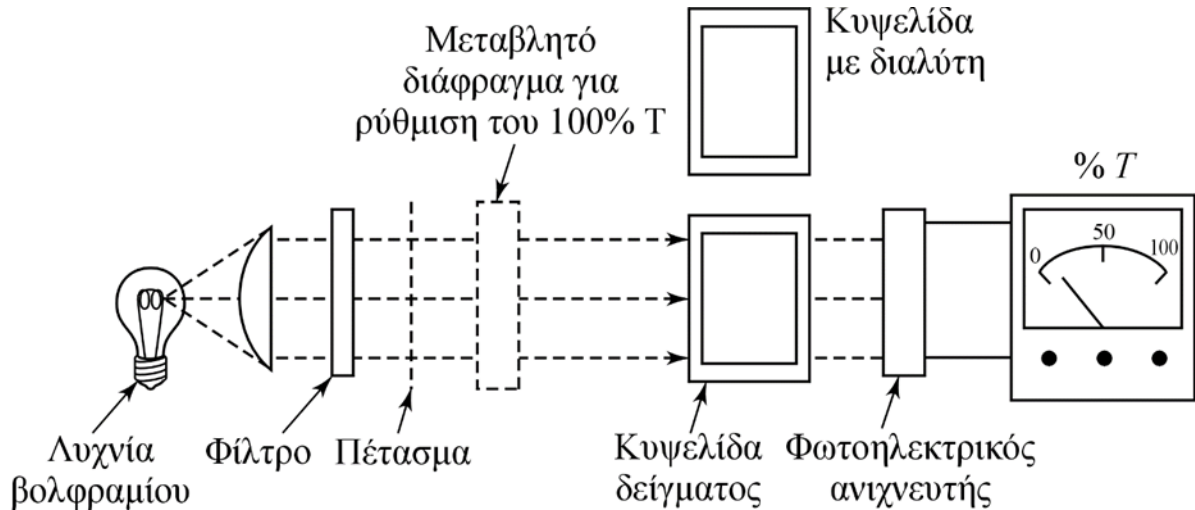 Μεταβλητό
διάφραγμα για
ρύθμιση του 100% T
Κυψελίδα
με διαλύτη
% T
0
50
100
Λυχνία
βολφραμίου
Φίλτρο
Πέτασμα
Κυψελίδα
δείγματος
Φωτοηλεκτρικός
ανιχνευτής